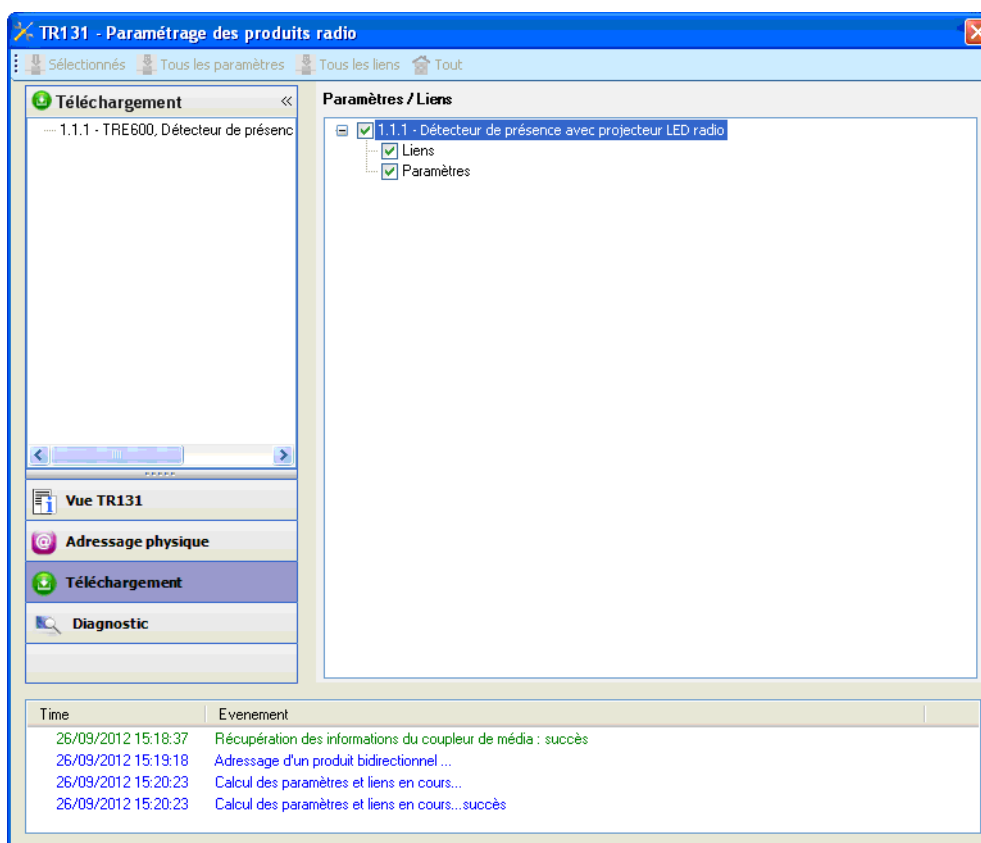 TR131 - Paramétrage des produits radio
Sélectionnés Tous les paramètres Tous les liens Tout
Téléchargement «
1.1.1 - TRE600, Détecteur de présenc
Vue TR131
Adressage physique
Téléchargement
Diagnostic
Paramètres / Liens
1.1.1 - Détecteur de présence avec projecteur LED radio
Liens
Paramètres
Time Evenement
26/09/2012 15:18:37 Récupération des informations du coupleur de média : succès
26/09/2012 15:19:18 Adressage d'un produit bidirectionnel ...
26/09/2012 15:20:23 Calcul des paramètres et liens en cours...
26/09/2012 15:20:23 Calcul des paramètres et liens en cours...succès